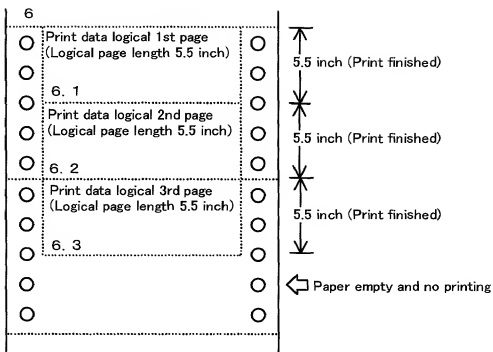 6
Print data logical 1st page
(Logical page length 5.5 inch)
5.5 inch (Print finished)
6. 1
Print data logical 2nd page
(Logical page length 5.5 inch)
5.5 inch (Print finished)
6. 2
Print data logical 3rd page
(Logical page length 5.5 inch)
5.5 inch (Print finished)
6. 3
Paper empty and no printing